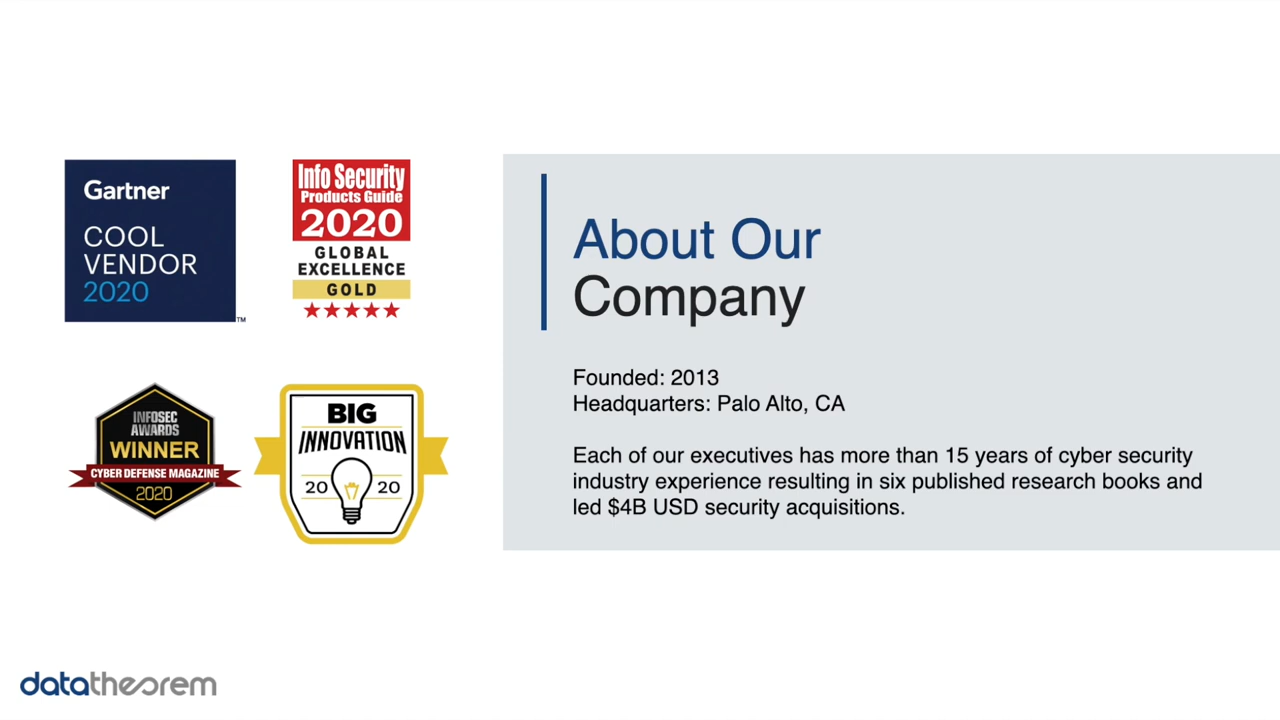 Gartner
COOL
VENDOR
2020
TM
Info Security
Products Guide
2020
GLOBAL
EXCELLENCE
GOLD
INFOSEC
AWARDS
WINNER
CYBER DEFENSE MAGAZINE
2020
BIG
INNOVATION
20 20
About Our
Company
Founded: 2013
Headquarters: Palo Alto, CA
Each of our executives has more than 15 years of cyber security
industry experience resulting in six published research books and
led $4B USD security acquisitions.
datatheorem